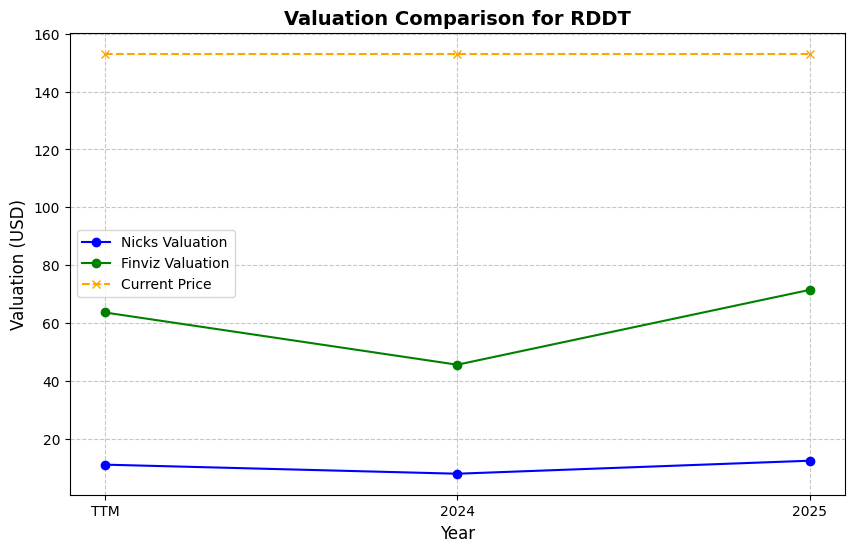 Valuation Comparison for RDDT
Valuation (USD)
160
140
120
100
80
60
40
20
Nicks Valuation
Finviz Valuation
Current Price
TTM 2024 2025
Year